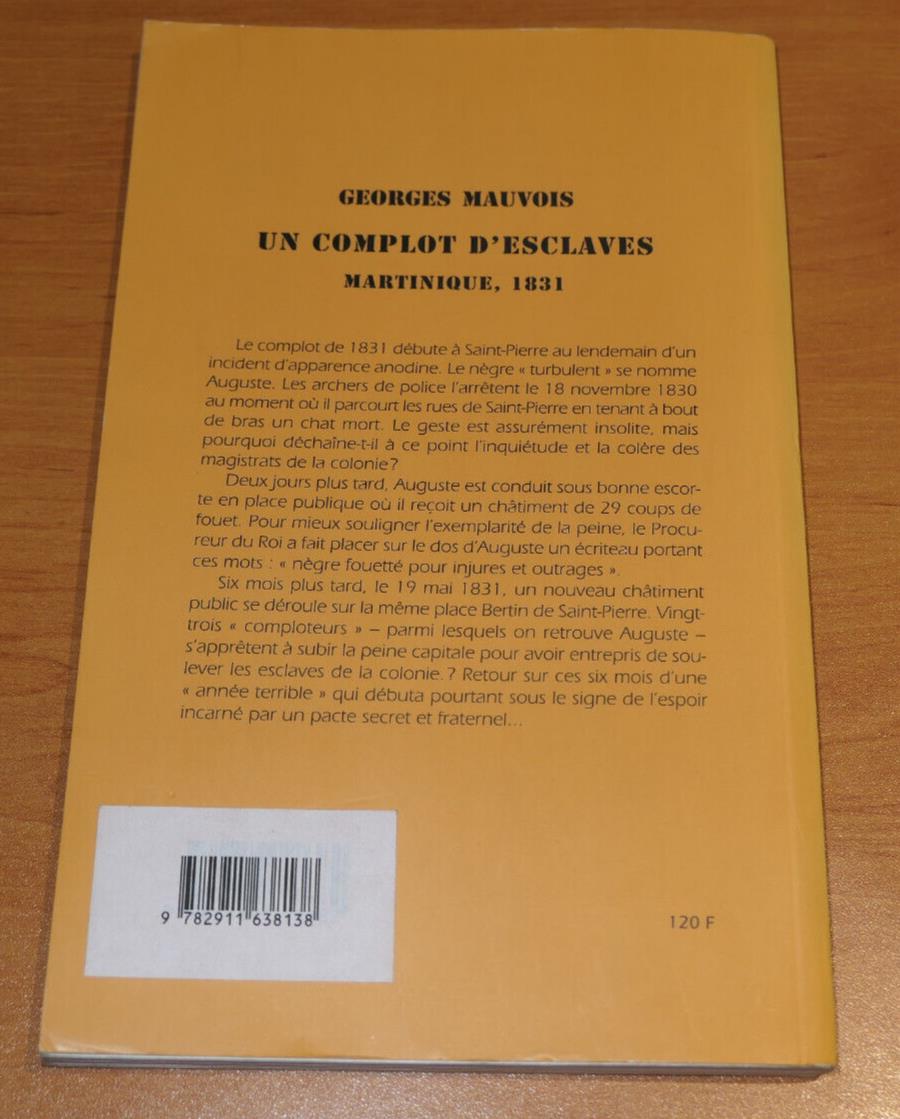 GEORGES MAUVOIS
UN COMPLOT D'ESCLAVES
MARTINIQUE, 1831
Le complot de 1831 débute à Saint-Pierre au lendemain d'un
incident d'apparence anodine. Le nègre « turbulent » se nomme
Auguste. Les archers de police l'arrêtent le 18 novembre 1830
au moment où il parcourt les rues de Saint-Pierre en tenant à bout
de bras un chat mort. Le geste est assurément insolite, mais
pourquoi déchaîne-t-il à ce point l'inquiétude et la colère des
magistrats de la colonie?
Deux jours plus tard, Auguste est conduit sous bonne escor-
te en place publique où il reçoit un châtiment de 29 coups de
fouet. Pour mieux souligner l'exemplarité de la peine, le Procu-
reur du Roi a fait placer sur le dos d'Auguste un écriteau portant
ces mots : « nègre fouetté pour injures et outrages ».
Six mois plus tard, le 19 mai 1831, un nouveau châtiment
public se déroule sur la même place Bertin de Saint-Pierre. Vingt-
trois « comploteurs » – parmi lesquels on retrouve Auguste –
s'apprêtent à subir la peine capitale pour avoir entrepris de sou-
lever les esclaves de la colonie.? Retour sur ces six mois d'une
« année terrible » qui débuta pourtant sous le signe de l'espoir
incarné par un pacte secret et fraternel...
9 782911 638138
120 F